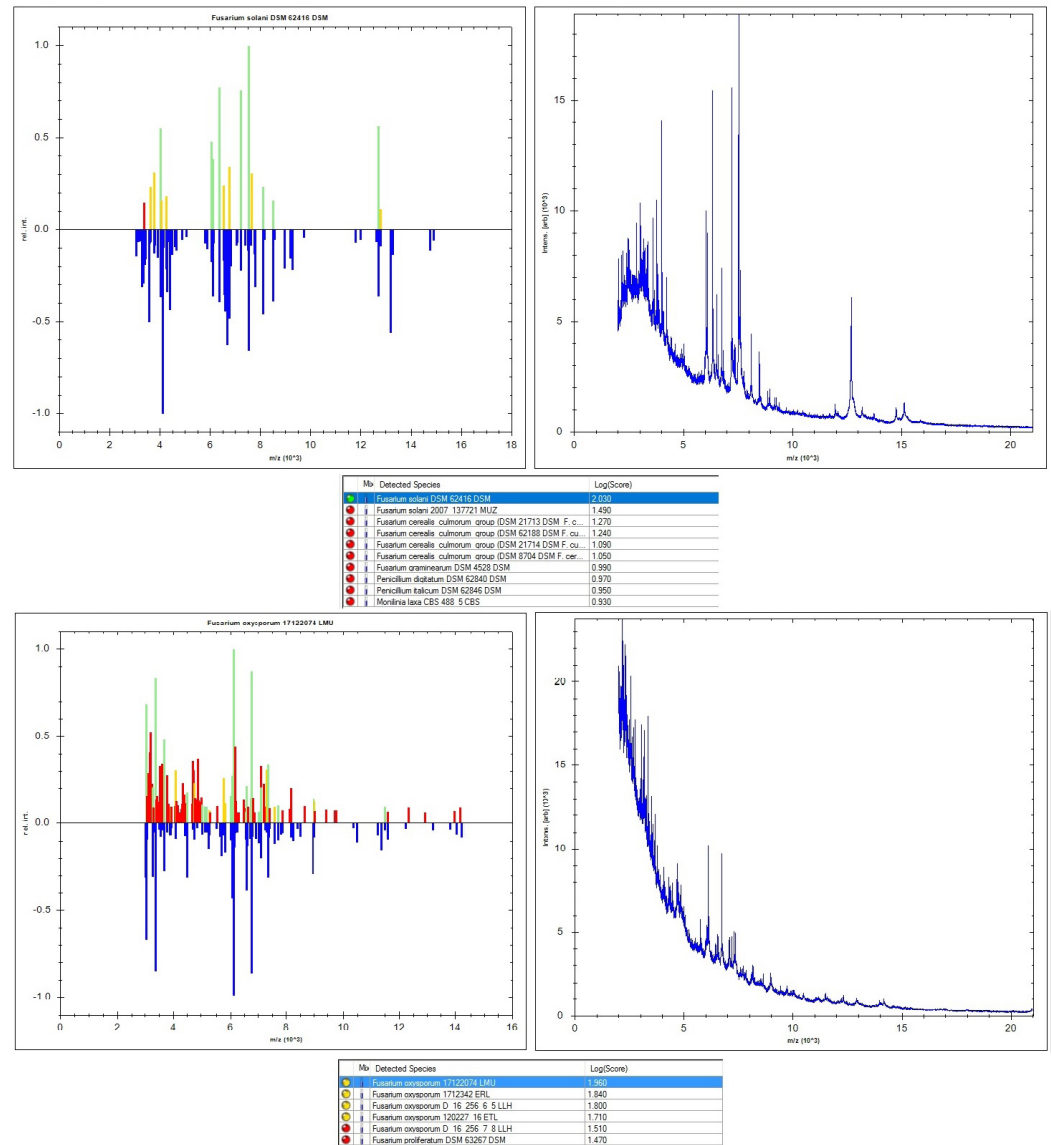 Fusarium solani DSM 62416 DSM
1.0
0.5
0.0
-0.5
-1.0
rel. int.
0 2 4 6 8 10 12 14 16 18
m/z (10^3)
15
10
5
0
Intens. [arb] (10^3)
0 5 10 15 20
m/z (10^3)
Mix Detected Species Log(Score)
Fusarium solani DSM 62416 DSM 2.030
Fusarium solani 2007_137721 MUZ 1.490
Fusarium cerealis_culmorum_group (DSM 21713 DSM_F. c... 1.270
Fusarium cerealis_culmorum_group (DSM 62188 DSM F. cu... 1.240
Fusarium cerealis_culmorum_group (DSM 21714 DSM F. cu... 1.090
Fusarium cerealis_culmorum_group (DSM 8704 DSM F. cer... 1.050
Fusarium graminearum DSM 4528 DSM 0.990
Penicillium digitatum DSM 62840 DSM 0.970
Penicillium italicum DSM 62846 DSM 0.950
Monilinia laxa CBS 488_5 CBS 0.930
Fusarium oxysporum 17122074 LMU
1.0
0.5
0.0
-0.5
-1 0
rel. int.
0 2 4 6 8 10 12 14 16
m/z (10^3)
20
15
10
5
0
Intens. [arb] (10^3)
0 5 10 15 20
m/z (10^3)
Mix Detected Species Log(Score)
Fusarium oxysporum 17122074 LMU 1.960
Fusarium oxysporum 1712342 ERL 1.840
Fusarium oxysporum D_16_256_6_5 LLH 1.800
Fusarium oxysporum 120227_16 ETL 1.710
Fusarium oxysporum D_16_256_7_8 LLH 1.510
Fusarium proliferatum DSM 63267 DSM 1.470